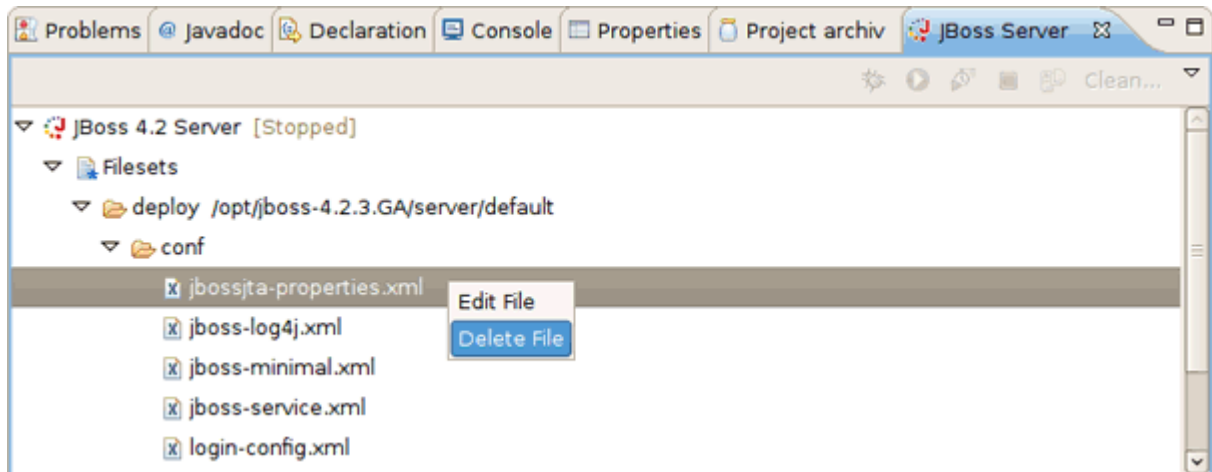 Problems @ Javadoc Declaration Console Properties Project archiv JBoss Server
Clean...
JBoss 4.2 Server [Stopped]
Filesets
deploy /opt/jboss-4.2.3.GA/server/default
conf
jbossjta-properties.xml
Edit File
jboss-log4j.xml
Delete File
jboss-minimal.xml
jboss-service.xml
login-config.xml